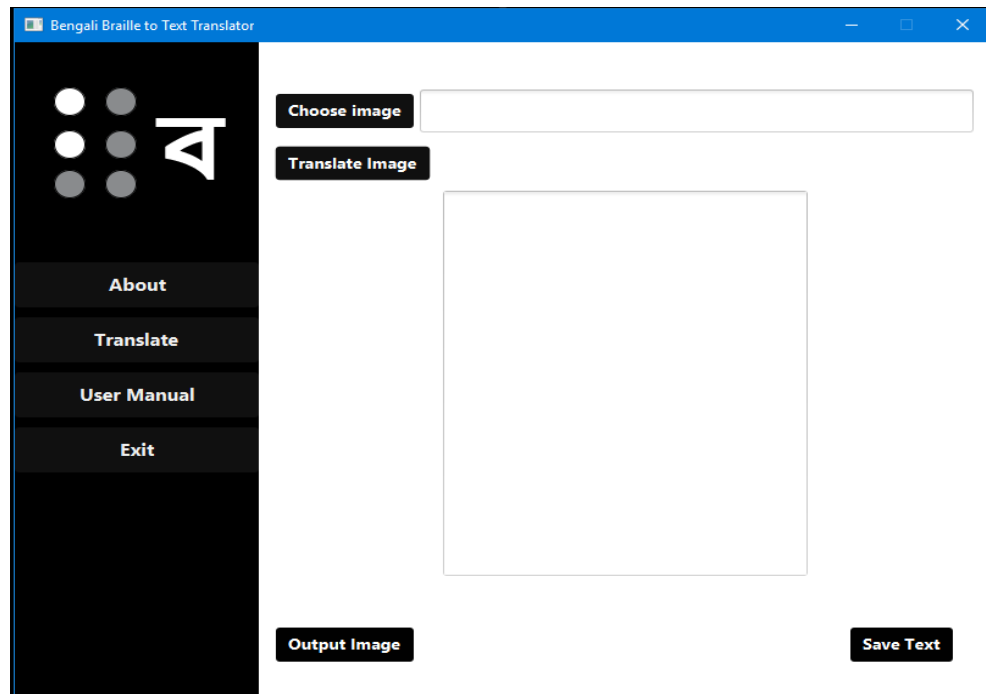 Bengali Braille to Text Translator
ব
Choose image
Translate Image
About
Translate
User Manual
Exit
Output Image
Save Text